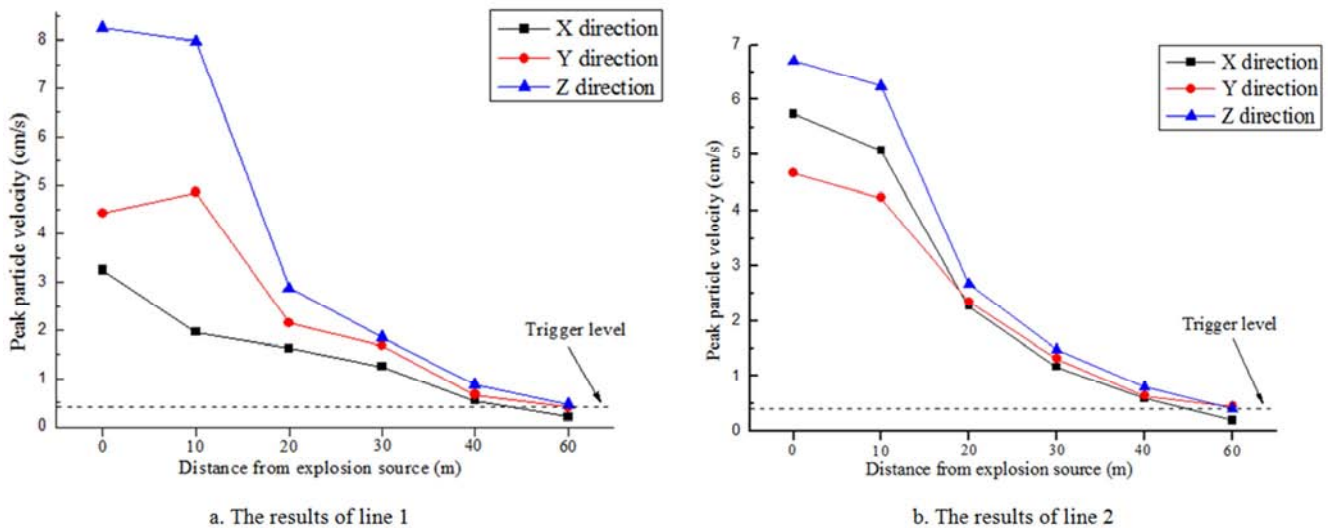 X direction
Y direction
Z direction
8
7
6
5
4
3
2
1
0
Peak particle velocity (cm/s)
Trigger level
0 10 20 30 40 60
Distance from explosion source (m)
a. The results of line 1
X direction
Y direction
Z direction
7
6
5
4
3
2
1
0
Peak particle velocity (cm/s)
Trigger level
0 10 20 30 40 60
Distance from explosion source (m)
b. The results of line 2